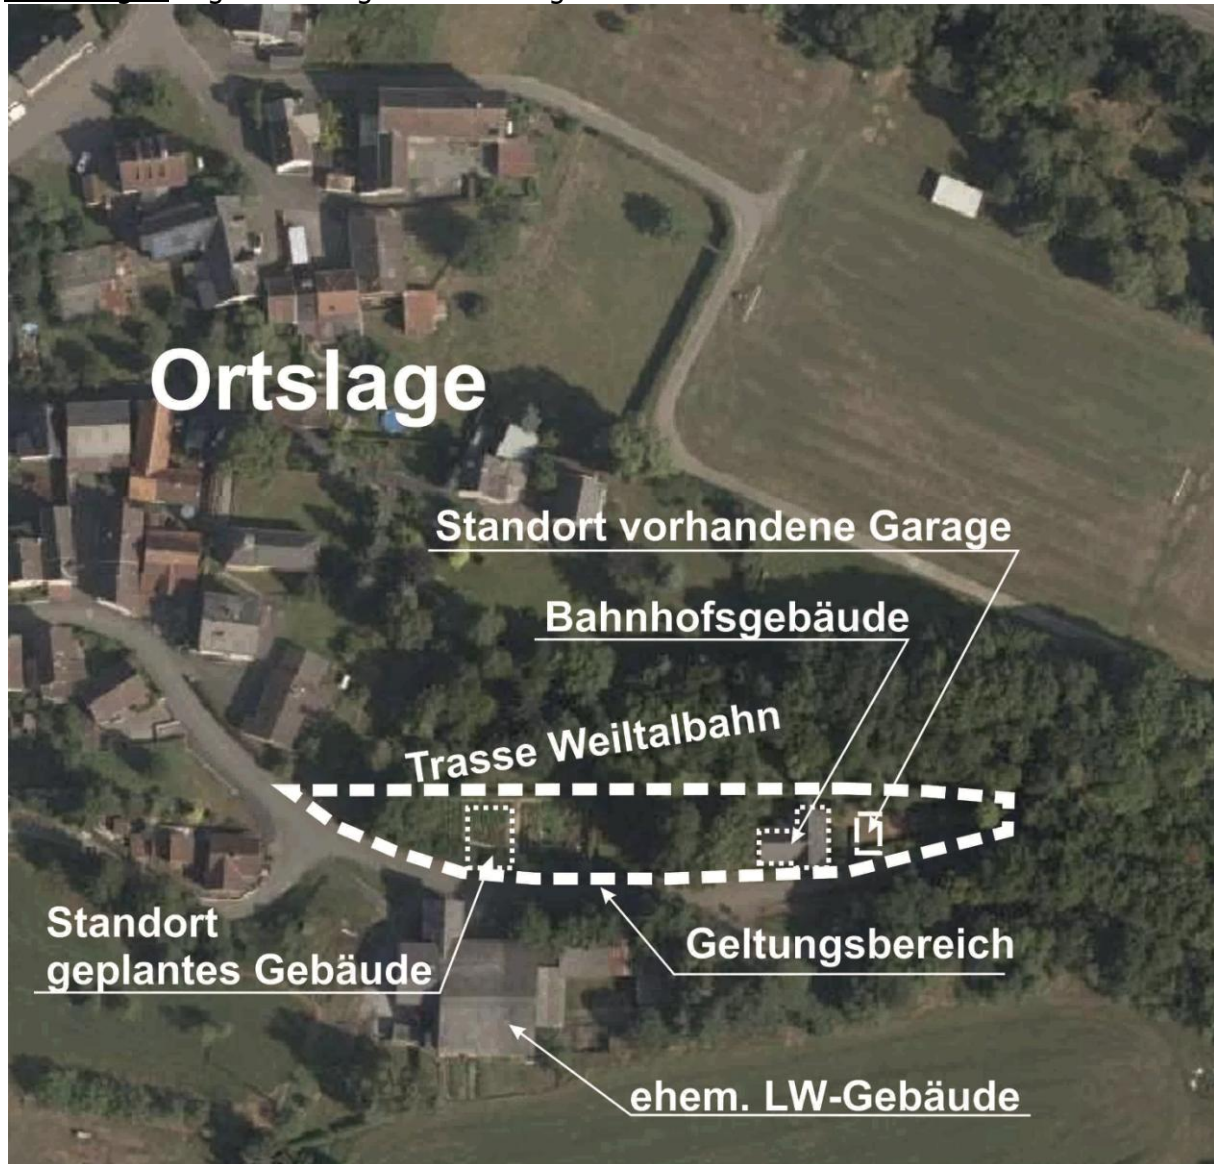 Ortslage
Standort vorhandene Garage
Bahnhofsgebäude
Trasse Weiltalbahn
Standort
geplantes Gebäude
Geltungsbereich
ehem. LW-Gebäude